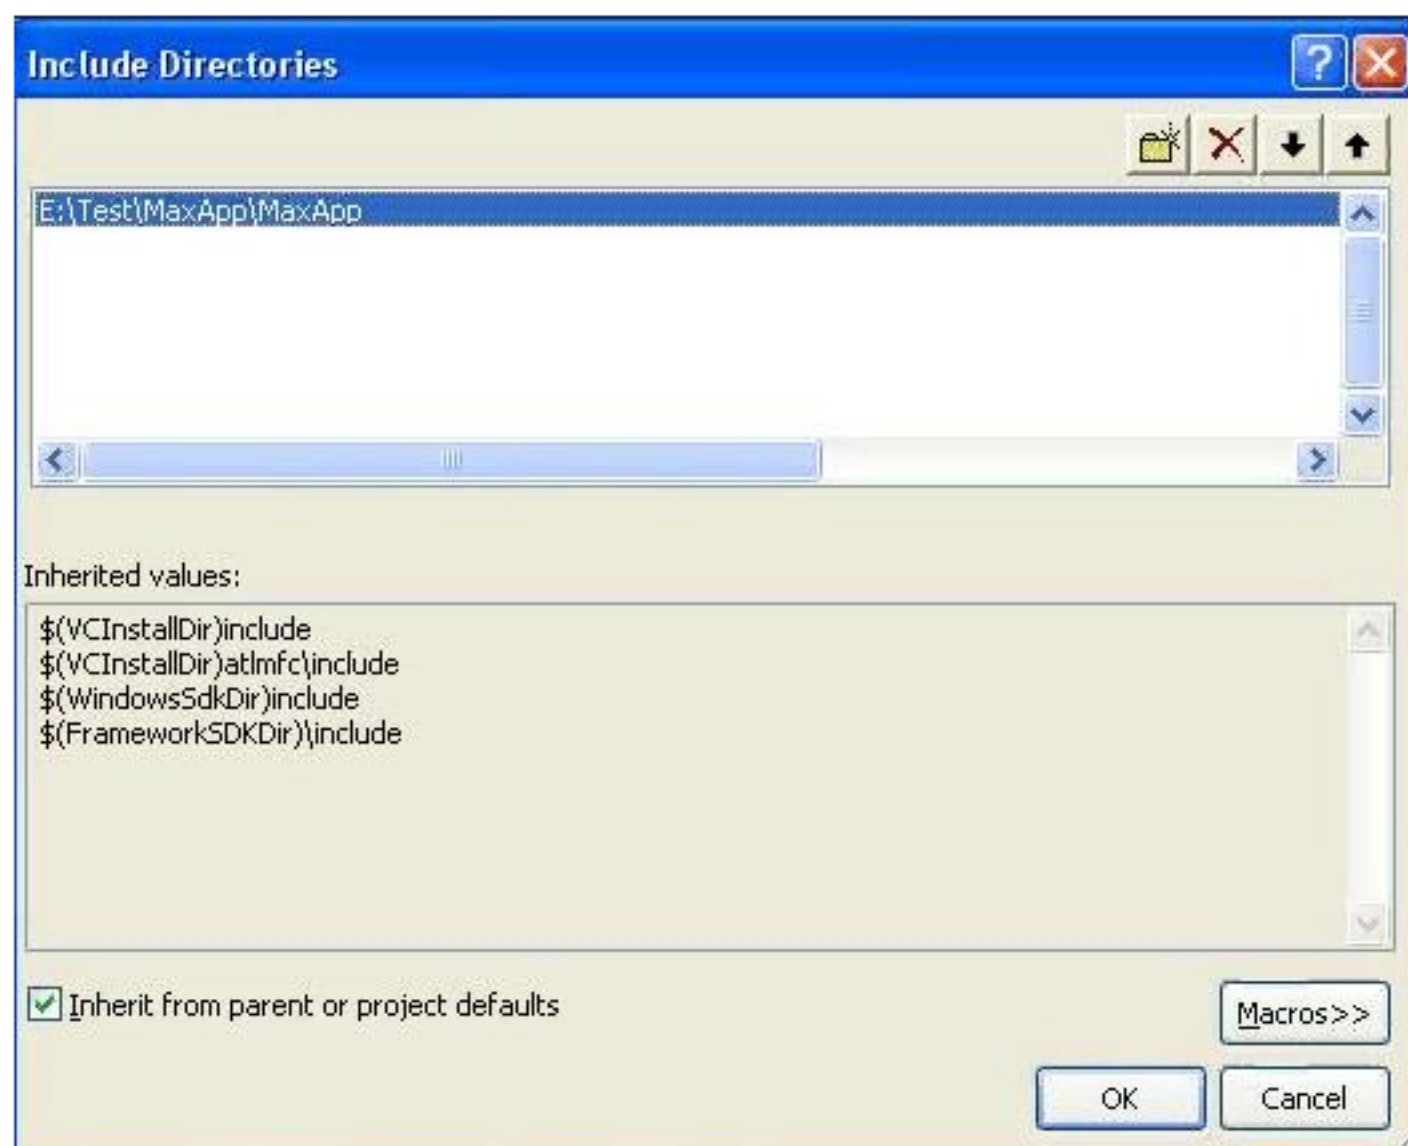 Include Directories
E:\Test\MaxApp\MaxApp
Inherited values:
$(VCInstallDir)include
$(VCInstallDir)atlmfc\include
$(WindowsSdkDir)include
$(FrameworkSDKDir)\include
Inherit from parent or project defaults
Macros>>
OK
Cancel